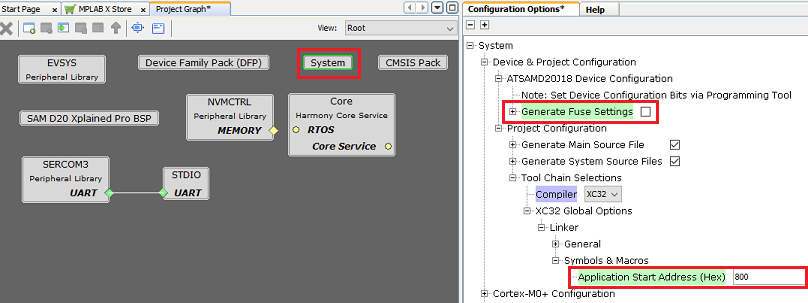 Start Page
MPLAB X Store
Project Graph*
View:
Root
EVSYS
Peripheral Library
Device Family Pack (DFP)
System
CMSIS Pack
SAM D20 Xplained Pro BSP
NVMCTRL
Peripheral Library
MEMORY
Core
Harmony Core Service
RTOS
Core Service
SERCOM3
Peripheral Library
UART
STDIO
UART
Configuration Options*
Help
System
Device & Project Configuration
ATSAMD20J18 Device Configuration
Note: Set Device Configuration Bits via Programming Tool
Generate Fuse Settings
Project Configuration
Generate Main Source File
Generate System Source Files
Tool Chain Selections
Compiler XC32
XC32 Global Options
Linker
General
Symbols & Macros
Application Start Address (Hex) 800
Cortex-M0+ Configuration